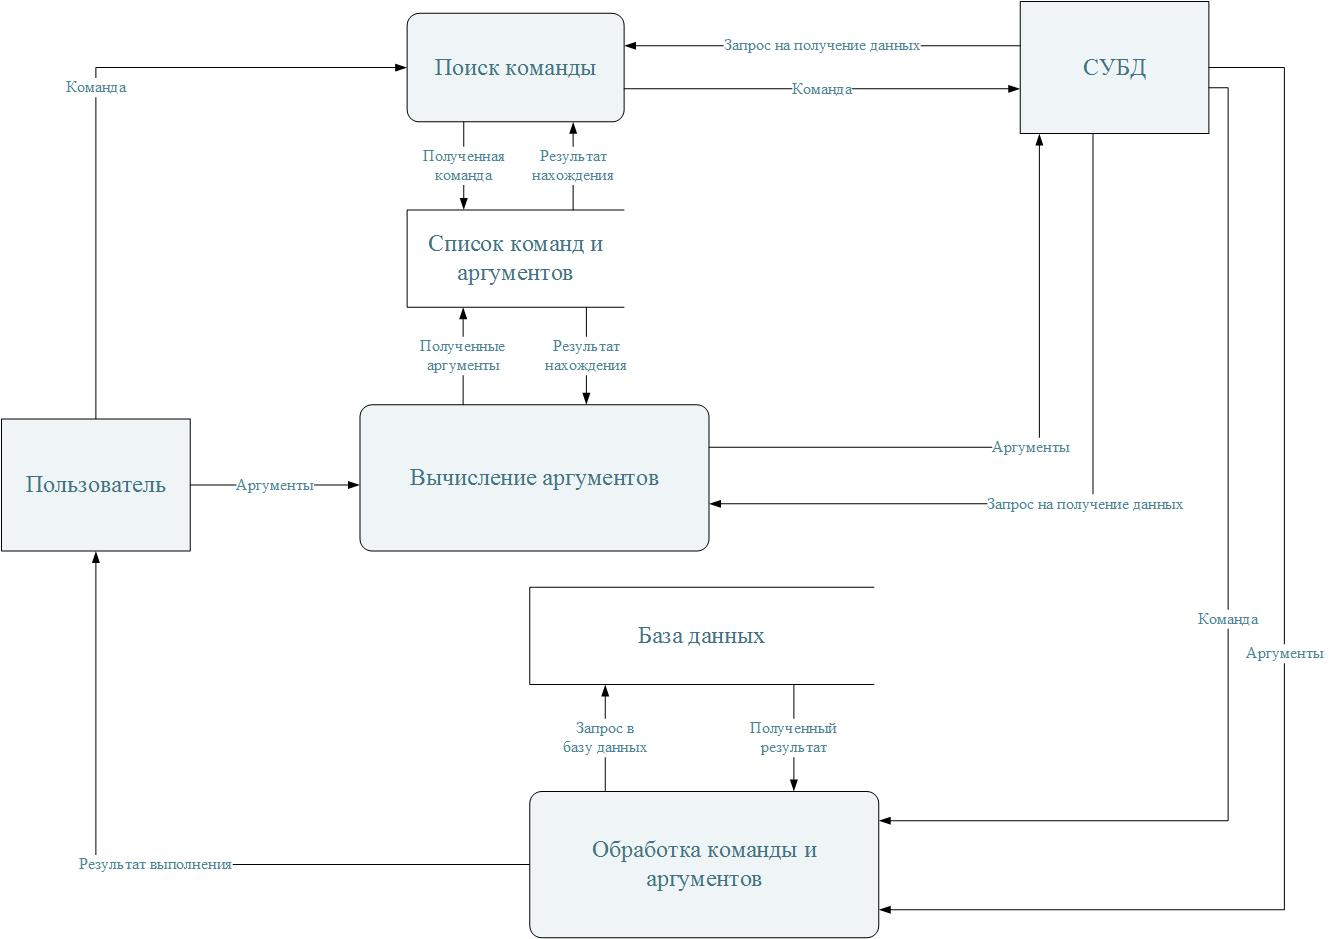 Запрос на получение данных
Поиск команды
СУБД
Команда
Команда
Полученная
команда
Результат
нахождения
Список команд и
аргументов
Полученные
аргументы
Результат
нахождения
Аргументы
Пользователь
Аргументы
Вычисление аргументов
Запрос на получение данных
Команда
База данных
Аргументы
Запрос в
базу данных
Полученный
результат
Обработка команды и
аргументов
Результат выполнения